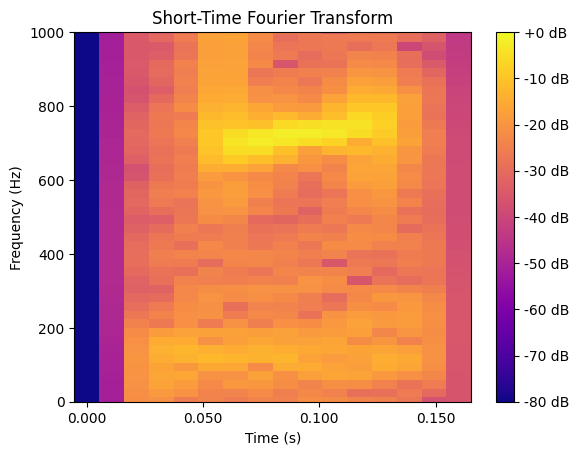 Short-Time Fourier Transform
1000
800
600
400
200
0
Frequency (Hz)
0.000
0.050
0.100
0.150
Time (s)
+0 dB
-10 dB
-20 dB
-30 dB
-40 dB
-50 dB
-60 dB
-70 dB
-80 dB